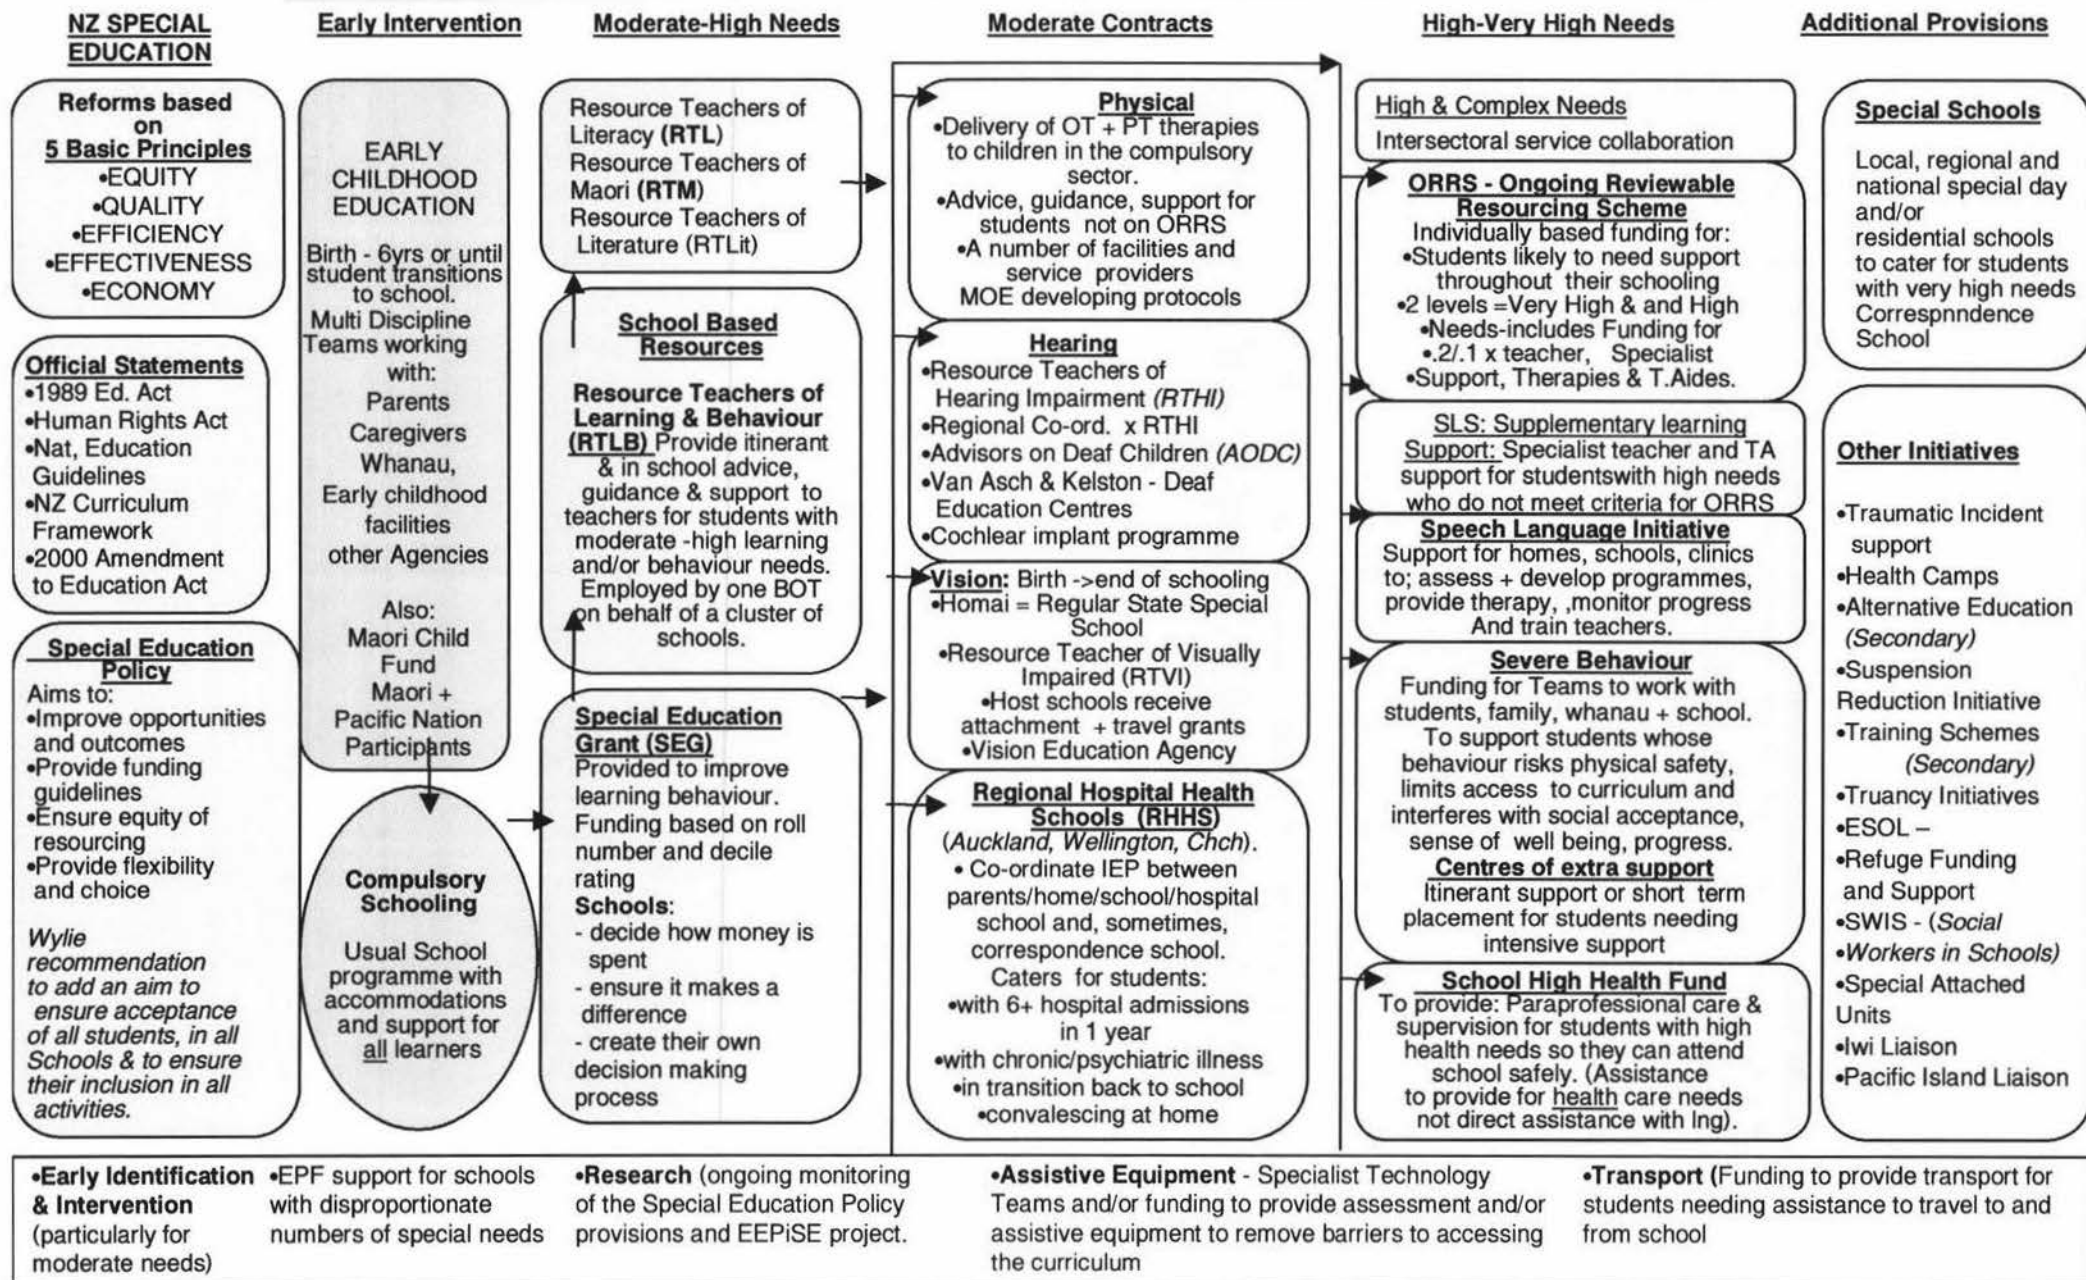 NZ SPECIAL
EDUCATION
Reforms based
on
5 Basic Principles
•EQUITY
•QUALITY
•EFFICIENCY
•EFFECTIVENESS
•ECONOMY
Official Statements
•1989 Ed. Act
•Human Rights Act
•Nat, Education
Guidelines
•NZ Curriculum
Framework
•2000 Amendment
to Education Act
Special Education
Policy
Aims to:
•Improve opportunities
and outcomes
•Provide funding
guidelines
•Ensure equity of
resourcing
•Provide flexibility
and choice
Wylie
recommendation
to add an aim to
ensure acceptance
of all students, in all
Schools & to ensure
their inclusion in all
activities.
Early Intervention
EARLY
CHILDHOOD
EDUCATION
Birth - 6yrs or until
student transitions
to school.
Multi Discipline
Teams working
with:
Parents
Caregivers
Whanau,
Early childhood
facilities
other Agencies
Also:
Maori Child
Fund
Maori +
Pacific Nation
Participants
Compulsory
Schooling
Usual School
programme with
accommodations
and support for
all learners
Moderate-High Needs
Resource Teachers of
Literacy (RTL)
Resource Teachers of
Maori (RTM)
Resource Teachers of
Literature (RTLit)
School Based
Resources
Resource Teachers of
Learning & Behaviour
(RTLB) Provide itinerant
& in school advice,
guidance & support to
teachers for students with
moderate -high learning
and/or behaviour needs.
Employed by one BOT
on behalf of a cluster of
schools.
Special Education
Grant (SEG)
Provided to improve
learning behaviour.
Funding based on roll
number and decile
rating
Schools:
- decide how money is
spent
- ensure it makes a
difference
- create their own
decision making
process
Moderate Contracts
Physical
•Delivery of OT + PT therapies
to children in the compulsory
sector.
•Advice, guidance, support for
students not on ORRS
•A number of facilities and
service providers
MOE developing protocols
Hearing
•Resource Teachers of
Hearing Impairment (RTHI)
•Regional Co-ord. x RTHI
•Advisors on Deaf Children (AODC)
•Van Asch & Kelston - Deaf
Education Centres
•Cochlear implant programme
Vision: Birth ->end of schooling
•Homai = Regular State Special
School
•Resource Teacher of Visually
Impaired (RTVI)
•Host schools receive
attachment + travel grants
•Vision Education Agency
Regional Hospital Health
Schools (RHHS)
(Auckland, Wellington, Chch).
• Co-ordinate IEP between
parents/home/school/hospital
school and, sometimes,
correspondence school.
Caters for students:
•with 6+ hospital admissions
in 1 year
•with chronic/psychiatric illness
•in transition back to school
•convalescing at home
High-Very High Needs
High & Complex Needs
Intersectoral service collaboration
ORRS - Ongoing Reviewable
Resourcing Scheme
Individually based funding for:
•Students likely to need support
throughout their schooling
•2 levels =Very High & and High
•Needs-includes Funding for
•.2/.1 x teacher, Specialist
•Support, Therapies & T.Aides.
SLS: Supplementary learning
Support: Specialist teacher and TA
support for studentswith high needs
who do not meet criteria for ORRS
Speech Language Initiative
Support for homes, schools, clinics
to; assess + develop programmes,
provide therapy, ,monitor progress
And train teachers.
Severe Behaviour
Funding for Teams to work with
students, family, whanau + school.
To support students whose
behaviour risks physical safety,
limits access to curriculum and
interferes with social acceptance,
sense of well being, progress.
Centres of extra support
Itinerant support or short term
placement for students needing
intensive support
School High Health Fund
To provide: Paraprofessional care &
supervision for students with high
health needs so they can attend
school safely. (Assistance
to provide for health care needs
not direct assistance with lng).
Additional Provisions
Special Schools
Local, regional and
national special day
and/or
residential schools
to cater for students
with very high needs
Correspnndence
School
Other Initiatives
•Traumatic Incident
support
•Health Camps
•Alternative Education
(Secondary)
•Suspension
Reduction Initiative
•Training Schemes
(Secondary)
•Truancy Initiatives
•ESOL –
•Refuge Funding
and Support
•SWIS - (Social
•Workers in Schools)
•Special Attached
Units
•Iwi Liaison
•Pacific Island Liaison
•Early Identification
& Intervention
(particularly for
moderate needs)
•EPF support for schools
with disproportionate
numbers of special needs
•Research (ongoing monitoring
of the Special Education Policy
provisions and EEPiSE project.
•Assistive Equipment - Specialist Technology
Teams and/or funding to provide assessment and/or
assistive equipment to remove barriers to accessing
the curriculum
•Transport (Funding to provide transport for
students needing assistance to travel to and
from school